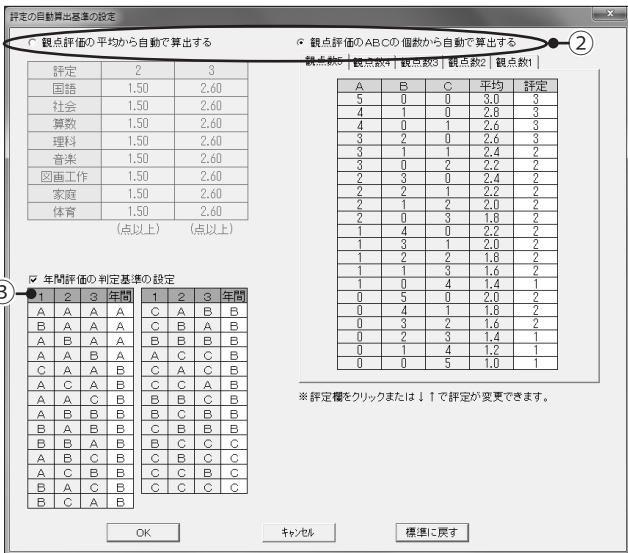 評定の自動算出基準の設定
観点評価の平均から自動で算出する
評定 2 3
国語 1.50 2.60
社会 1.50 2.60
算数 1.50 2.60
理科 1.50 2.60
音楽 1.50 2.60
図画工作 1.50 2.60
家庭 1.50 2.60
体育 1.50 2.60
(点以上) (点以上)
観点評価のABCの個数から自動で算出する
②
観点数5 観点数4 観点数3 観点数2 観点数1
A B C 平均 評定
5 0 0 3.0 3
4 1 0 2.8 3
4 0 1 2.6 3
3 2 0 2.6 3
3 1 1 2.4 2
3 0 2 2.2 2
2 3 0 2.4 2
2 2 1 2.2 2
2 1 2 2.0 2
2 0 3 1.8 2
1 4 0 2.2 2
1 3 1 2.0 2
1 2 2 1.8 2
1 1 3 1.6 2
1 0 4 1.4 1
0 5 0 2.0 2
0 4 1 1.8 2
0 3 2 1.6 2
0 2 3 1.4 1
0 1 4 1.2 1
0 0 5 1.0 1
※評定欄をクリックまたは↓↑で評定が変更できます。
年間評価の判定基準の設定
③
1 2 3 年間 1 2 3 年間
A A A A C A B B
B A A A C B A B
A B A A B B B B
A A B A A C C B
C A A B C A C B
A C A B C C A B
A A C B B B C B
A B B B B C B B
B A B B C B B B
B B A B B C C C
A B C B C B C C
A C B B C C B C
B A C B C C C C
B C A B
OK キャンセル 標準に戻す